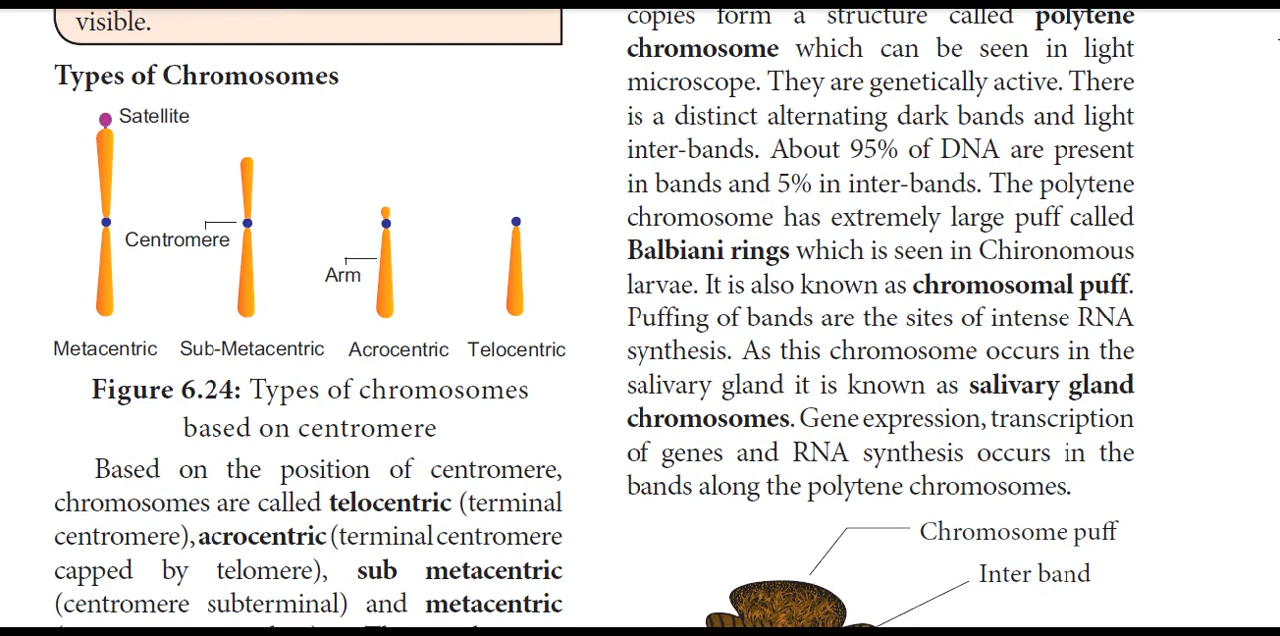 visible.
Types of Chromosomes
Satellite
Centromere
Arm
Metacentric Sub-Metacentric Acrocentric Telocentric
Figure 6.24: Types of chromosomes
based on centromere
Based on the position of centromere,
chromosomes are called telocentric (terminal
centromere), acrocentric (terminal centromere
capped by telomere), sub metacentric
(centromere subterminal) and metacentric
copies form a structure called polytene
chromosome which can be seen in light
microscope. They are genetically active. There
is a distinct alternating dark bands and light
inter-bands. About 95% of DNA are present
in bands and 5% in inter-bands. The polytene
chromosome has extremely large puff called
Balbiani rings which is seen in Chironomous
larvae. It is also known as chromosomal puff.
Puffing of bands are the sites of intense RNA
synthesis. As this chromosome occurs in the
salivary gland it is known as salivary gland
chromosomes. Gene expression, transcription
of genes and RNA synthesis occurs in the
bands along the polytene chromosomes.
Chromosome puff
Inter band